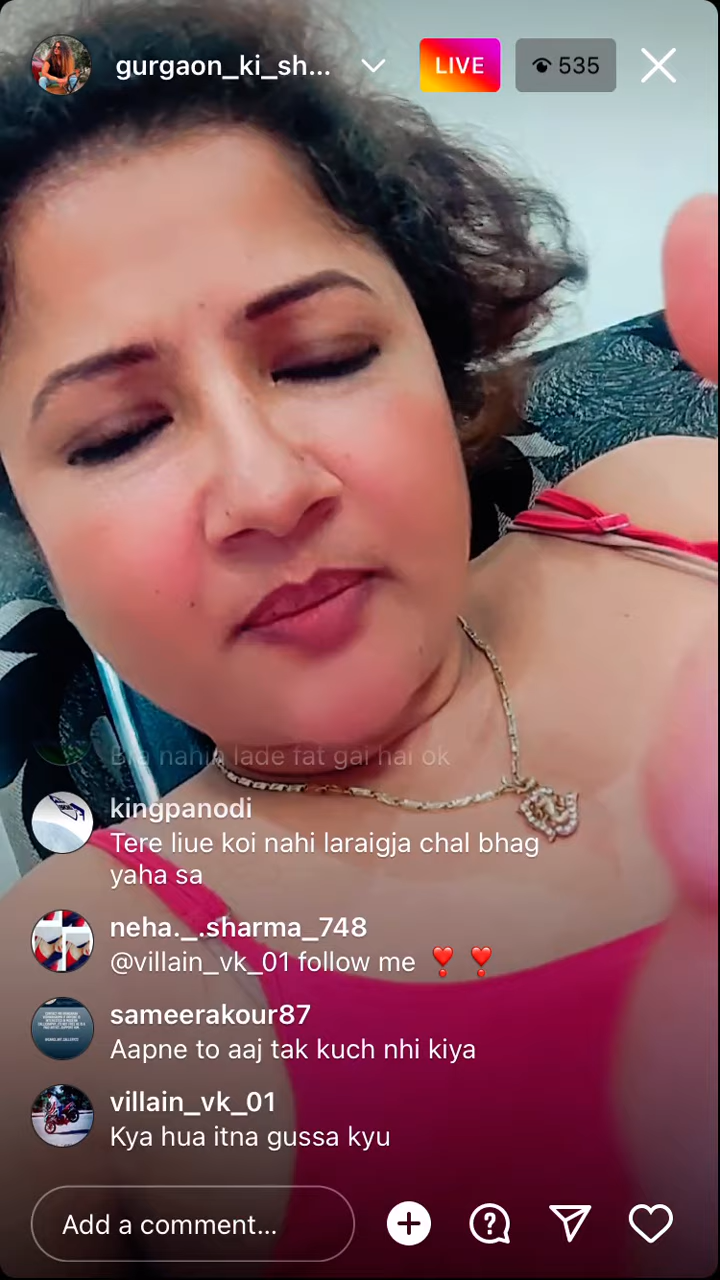 gurgaon_ki_sh...
LIVE
535
Bra nahin lade fat gai hai ok
kingpanodi
Tere liue koi nahi laraigja chal bhag
yaha sa
neha._.sharma_748
@villain_vk_01 follow me ❣️ ❣️
sameerakour87
Aapne to aaj tak kuch nhi kiya
villain_vk_01
Kya hua itna gussa kyu
Add a comment...